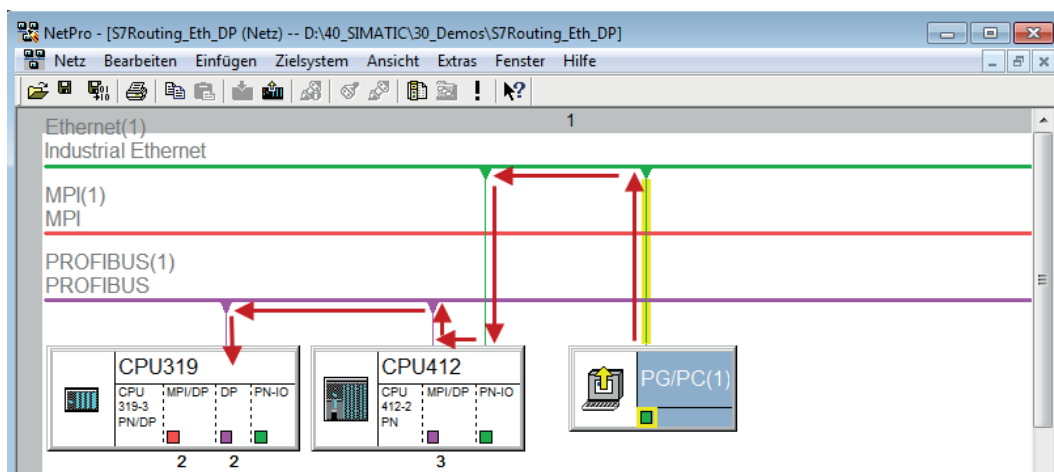 NetPro - [S7Routing_Eth_DP (Netz) -- D:\40_SIMATIC\30_Demos\S7Routing_Eth_DP]
Netz Bearbeiten Einfügen Zielsystem Ansicht Extras Fenster Hilfe
1
Ethernet(1)
Industrial Ethernet
MPI(1)
MPI
PROFIBUS(1)
PROFIBUS
CPU319
CPU
319-3
PN/DP
MPI/DP
DP
PN-IO
2
2
CPU412
CPU
412-2
PN
MPI/DP
PN-IO
3
PG/PC(1)